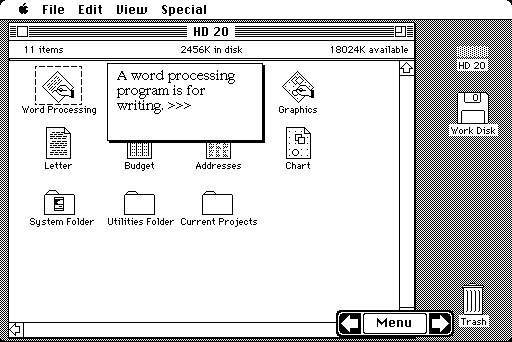 File Edit View Special
HD 20
11 items 2456K in disk 18024K available
A word processing
program is for
writing. >>>
Word Processing Graphics
Letter Budget Addresses Chart
System Folder Utilities Folder Current Projects
HD 20
Work Disk
Trash
Menu